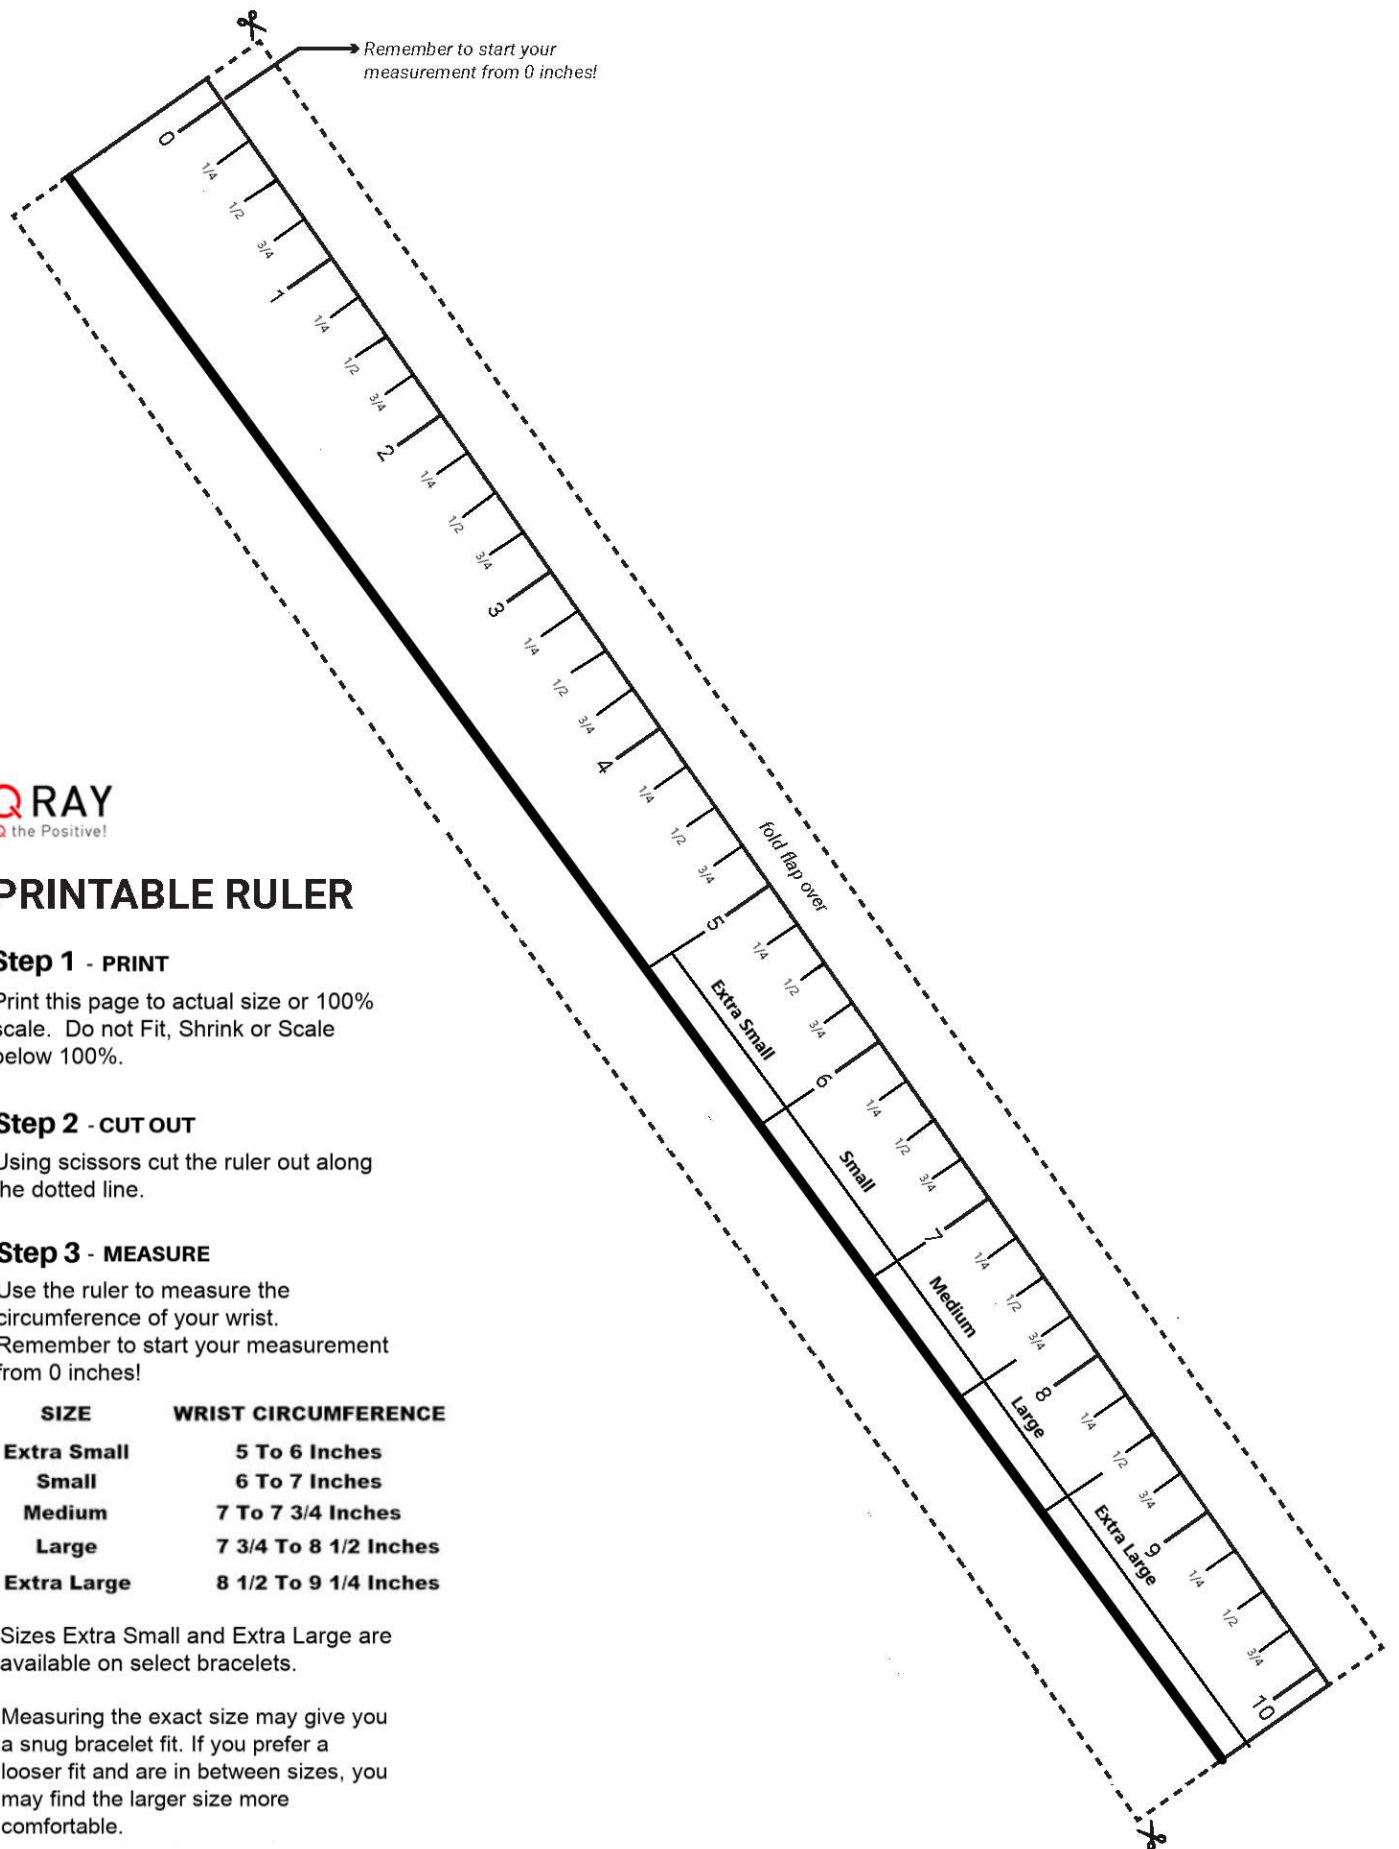 Remember to start your
measurement from 0 inches!
0
1/4
1/2
3/4
1
1/4
1/2
3/4
2
1/4
1/2
3/4
3
1/4
1/2
3/4
4
1/4
1/2
3/4
fold flap over
5
1/4
1/2
3/4
Extra Small
6
1/4
1/2
3/4
Small
7
1/4
1/2
3/4
Medium
8
1/4
1/2
3/4
Large
9
1/4
1/2
3/4
Extra Large
10
Q RAY
Q the Positive!
PRINTABLE RULER
Step 1 - PRINT
Print this page to actual size or 100%
scale. Do not Fit, Shrink or Scale
below 100%.
Step 2 - CUT OUT
Using scissors cut the ruler out along
the dotted line.
Step 3 - MEASURE
Use the ruler to measure the
circumference of your wrist.
Remember to start your measurement
from 0 inches!
SIZE WRIST CIRCUMFERENCE
Extra Small 5 To 6 Inches
Small 6 To 7 Inches
Medium 7 To 7 3/4 Inches
Large 7 3/4 To 8 1/2 Inches
Extra Large 8 1/2 To 9 1/4 Inches
Sizes Extra Small and Extra Large are
available on select bracelets.
Measuring the exact size may give you
a snug bracelet fit. If you prefer a
looser fit and are in between sizes, you
may find the larger size more
comfortable.